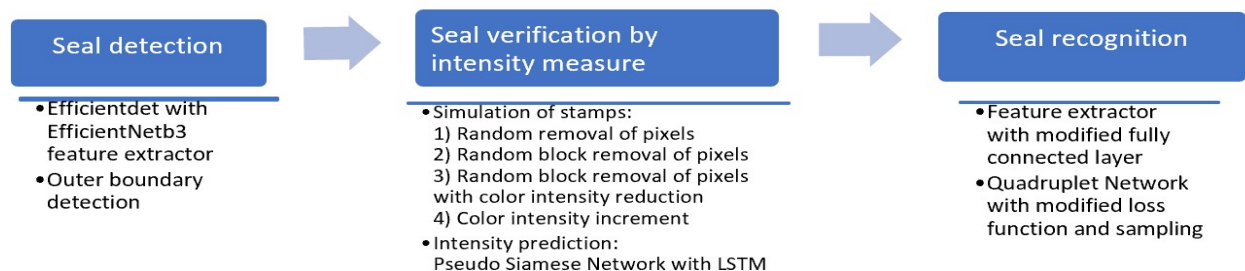 Seal detection
•Efficientdet with
EfficientNetb3
feature extractor
•Outer boundary
detection
Seal verification by
intensity measure
•Simulation of stamps:
1) Random removal of pixels
2) Random block removal of pixels
3) Random block removal of pixels
with color intensity reduction
4) Color intensity increment
•Intensity prediction:
Pseudo Siamese Network with LSTM
Seal recognition
•Feature extractor
with modified fully
connected layer
•Quadruplet Network
with modified loss
function and sampling